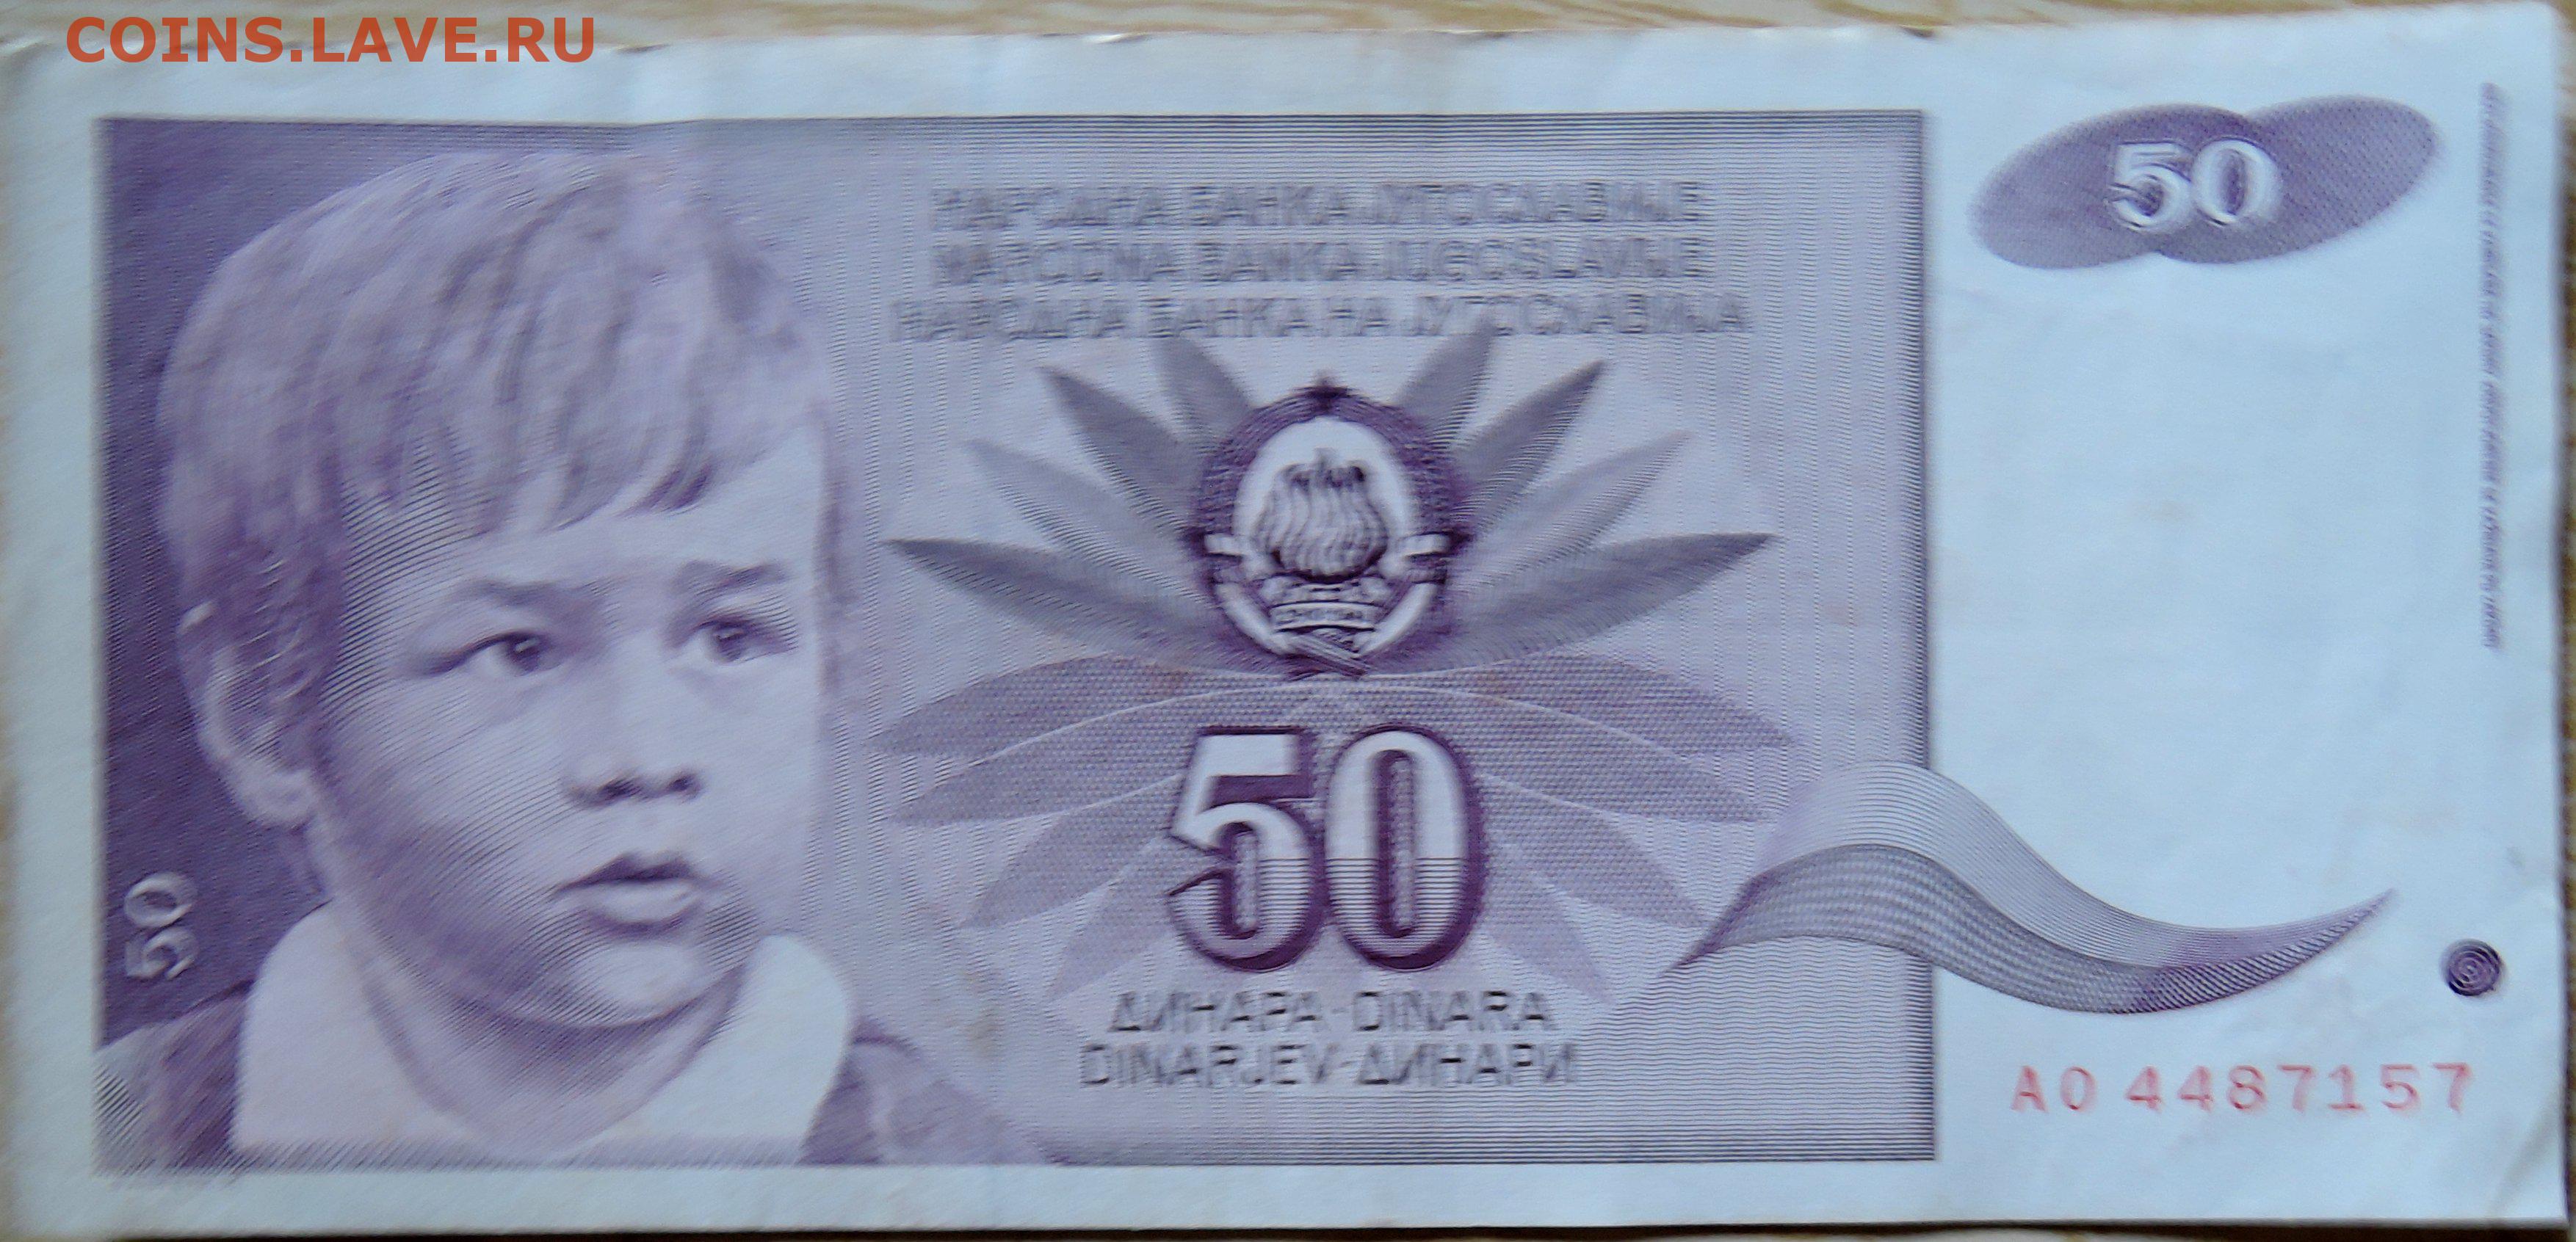 COINS.LAVE.RU
50
НАРОДНА БАНКА ЈУГОСЛАВИЈЕ
NARODNA BANKA JUGOSLAVIJE
НАРОДНА БАНКА НА ЈУГОСЛАВИЈА
50
50
ДИНАРА-DINARA
DINARJEV-ДИНАРИ
AO 4487157